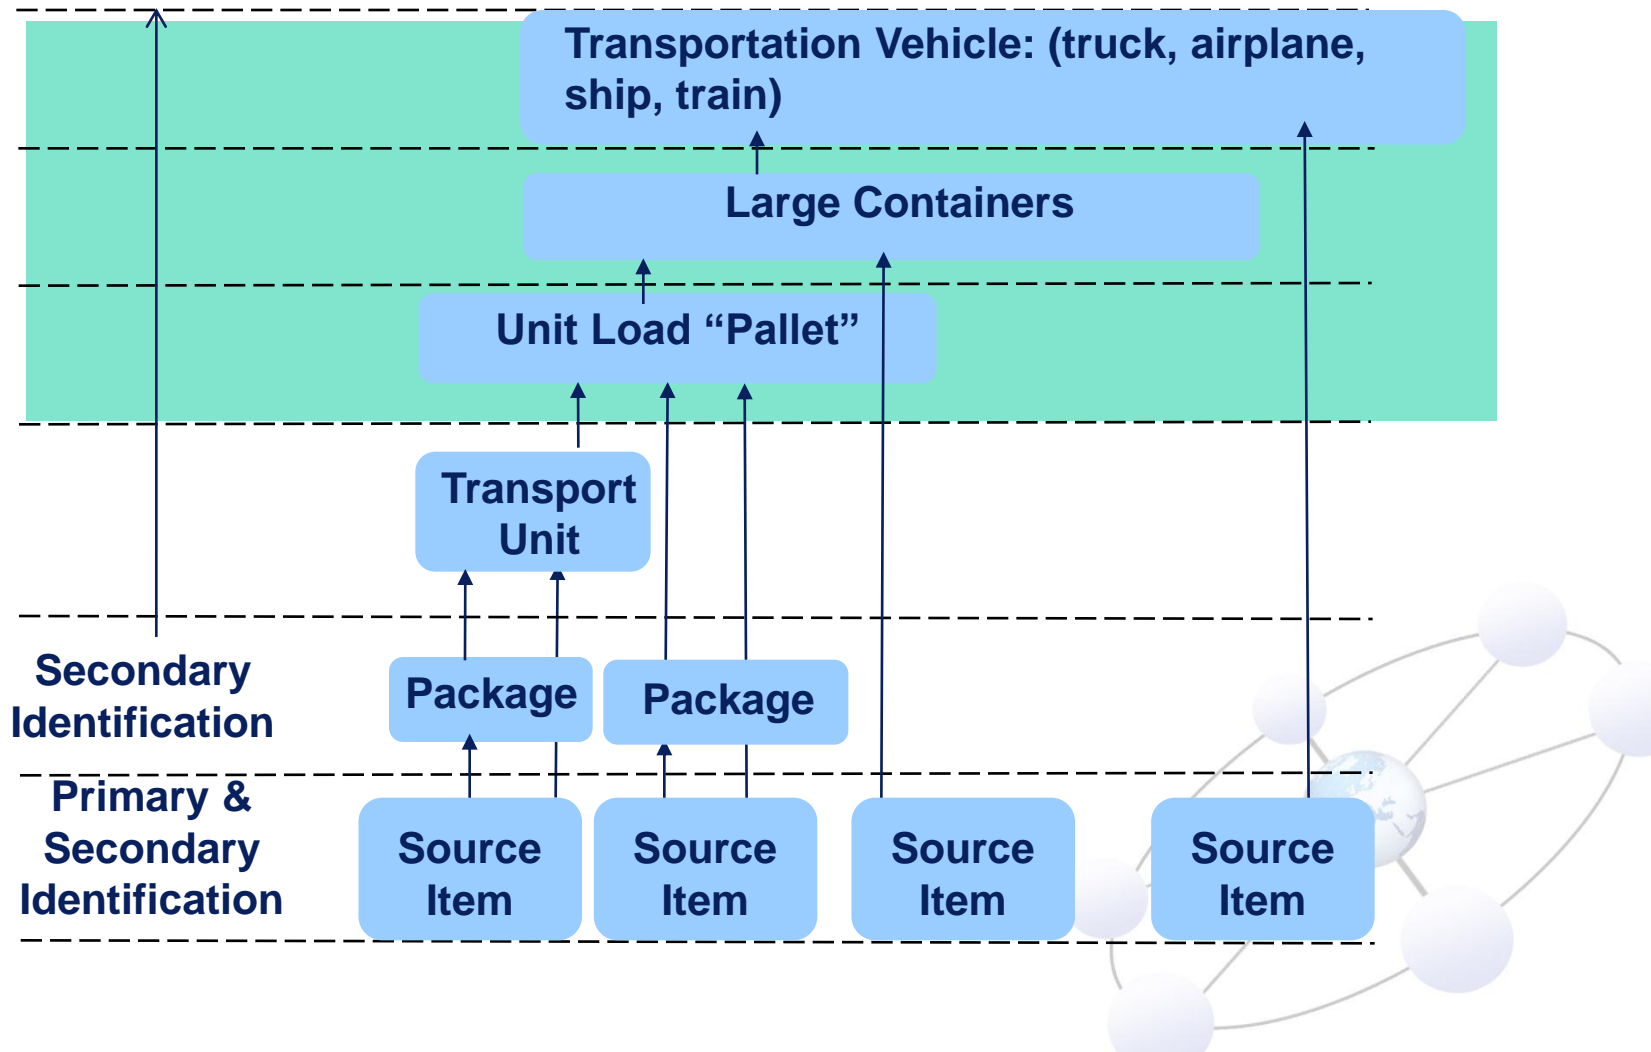 Transportation Vehicle: (truck, airplane,
ship, train)
Large Containers
Unit Load “Pallet”
Transport
Unit
Secondary
Identification
Package
Package
Primary &
Secondary
Identification
Source
Item
Source
Item
Source
Item
Source
Item